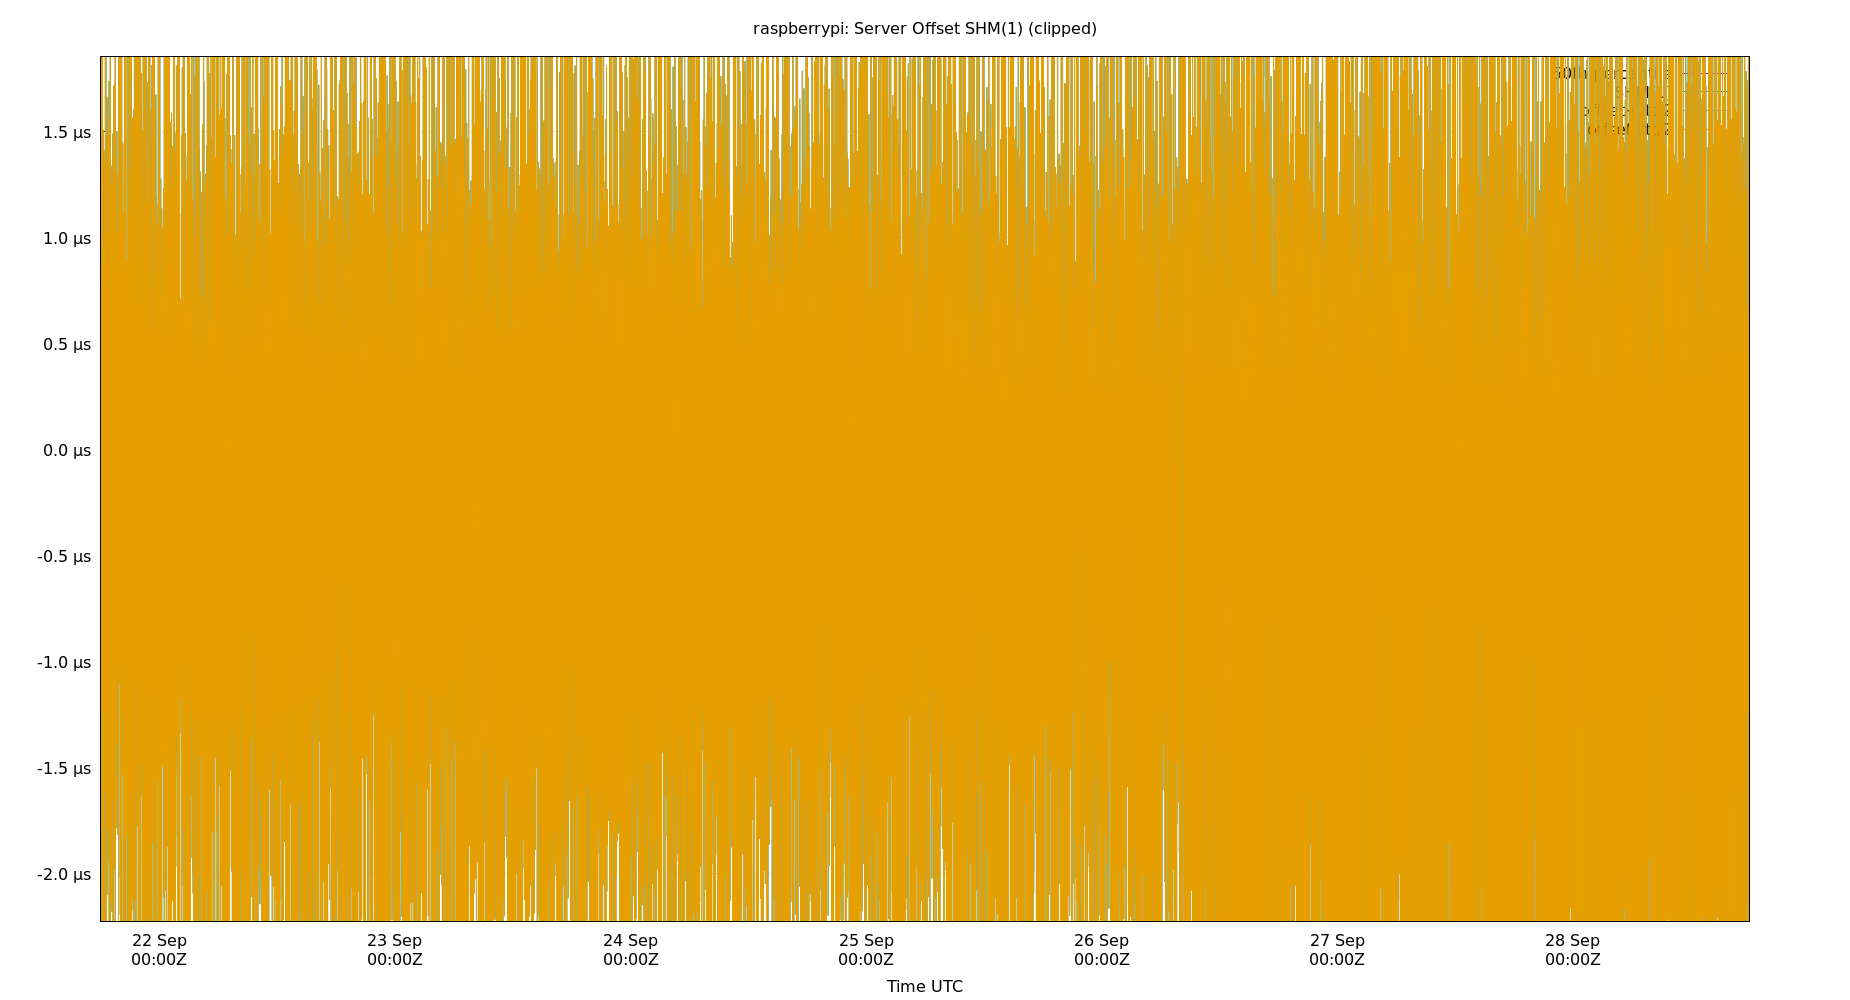 raspberrypi: Server Offset SHM(1) (clipped)
1.5 µs
1.0 µs
0.5 µs
0.0 µs
-0.5 µs
-1.0 µs
-1.5 µs
-2.0 µs
22 Sep 23 Sep 24 Sep 25 Sep 26 Sep 27 Sep 28 Sep
00:00Z 00:00Z 00:00Z 00:00Z 00:00Z 00:00Z 00:00Z
Time UTC